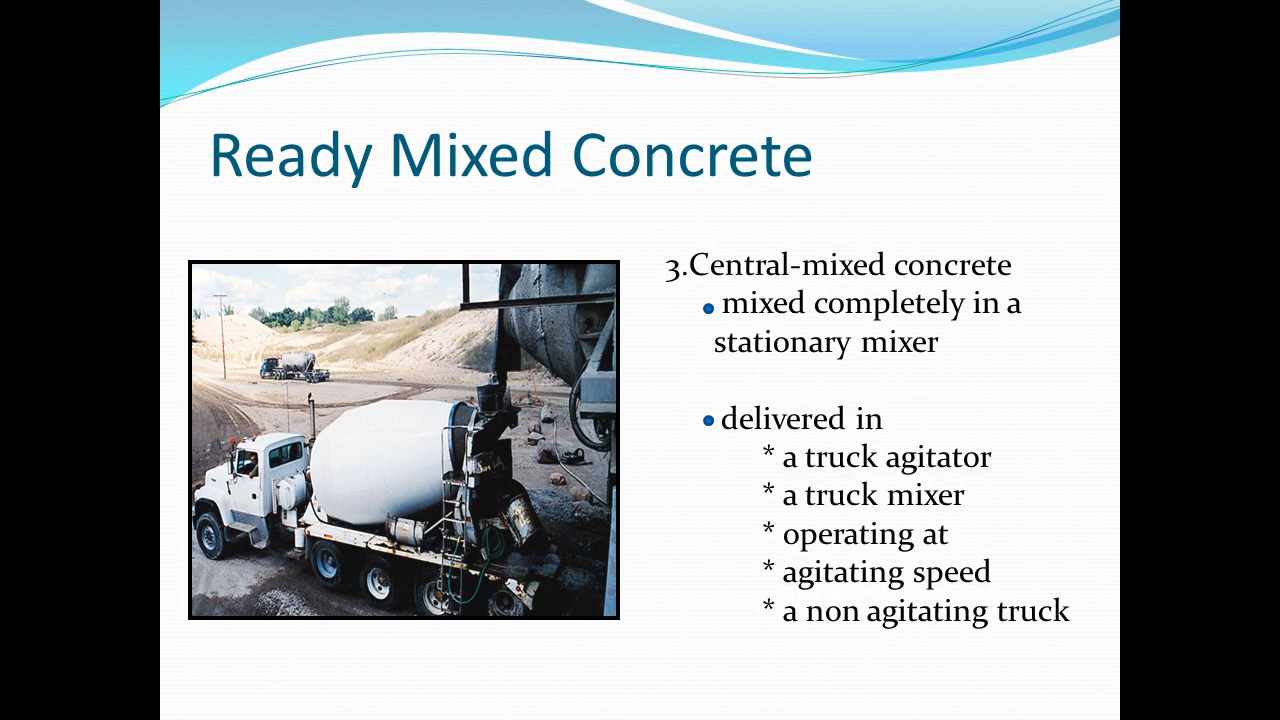 Ready Mixed Concrete
3.Central-mixed concrete
• mixed completely in a
stationary mixer
• delivered in
* a truck agitator
* a truck mixer
* operating at
* agitating speed
* a non agitating truck